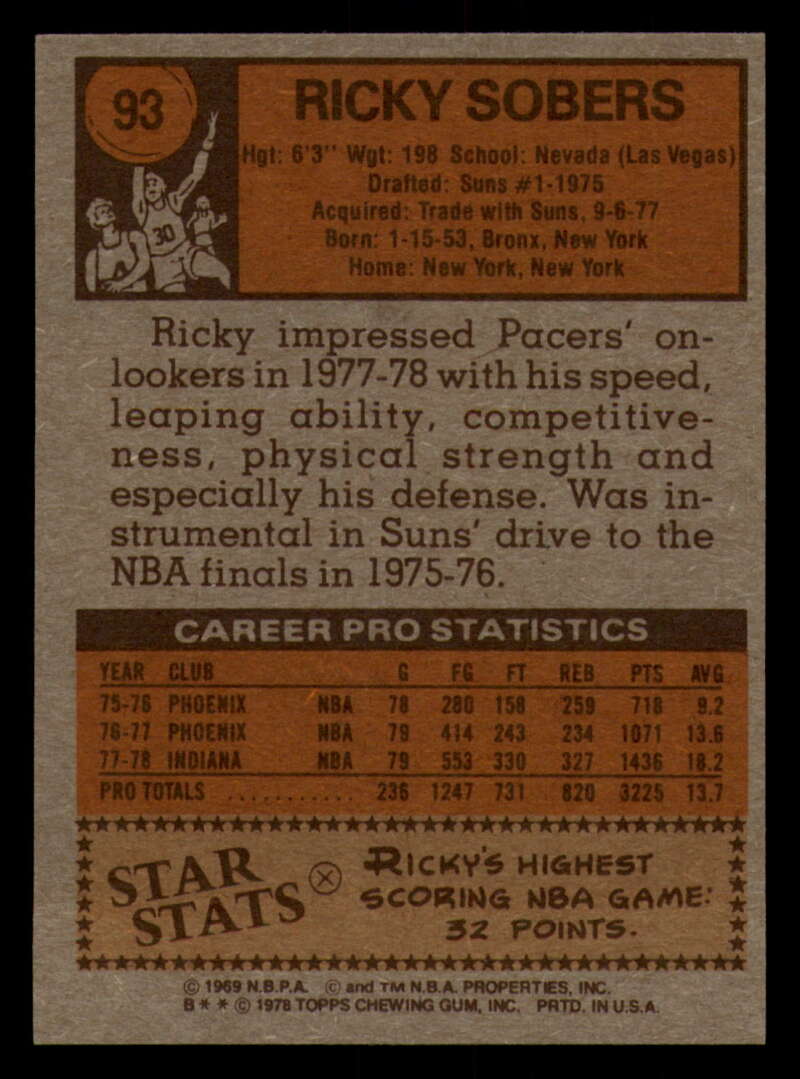 93
RICKY SOBERS
Hgt: 6'3" Wgt: 198 School: Nevada (Las Vegas)
Drafted: Suns #1-1975
Acquired: Trade with Suns, 9-6-77
Born: 1-15-53, Bronx, New York
Home: New York, New York
30
Ricky impressed Pacers' on-
lookers in 1977-78 with his speed,
leaping ability, competitive-
ness, physical strength and
especially his defense. Was in-
strumental in Suns' drive to the
NBA finals in 1975-76.
CAREER PRO STATISTICS
YEAR CLUB G FG FT REB PTS AVG
75-76 PHOENIX NBA 78 280 158 259 718 9.2
76-77 PHOENIX NBA 79 414 243 234 1071 13.6
77-78 INDIANA NBA 79 553 330 327 1436 18.2
PRO TOTALS ........... 236 1247 731 820 3225 13.7
STAR
STATS
RICKY'S HIGHEST
SCORING NBA GAME:
32 POINTS.
© 1969 N.B.P.A. © and TM N.B.A. PROPERTIES, INC.
B * * © 1978 TOPPS CHEWING GUM, INC. PRTD. IN U.S.A.